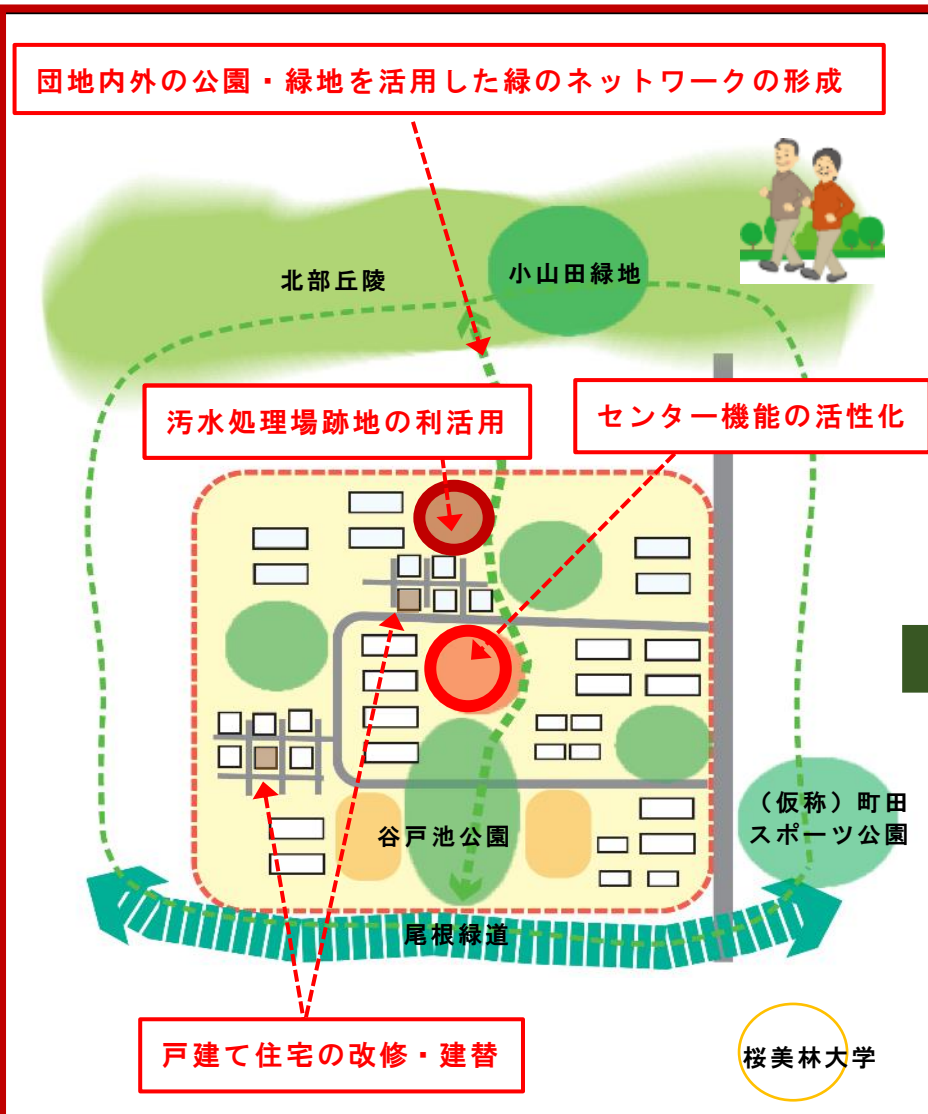 団地内外の公園・緑地を活用した緑のネットワークの形成
北部丘陵
小山田緑地
汚水処理場跡地の利活用
センター機能の活性化
谷戸池公園
（仮称）町田
スポーツ公園
尾根緑道
戸建て住宅の改修・建替
桜美林大学